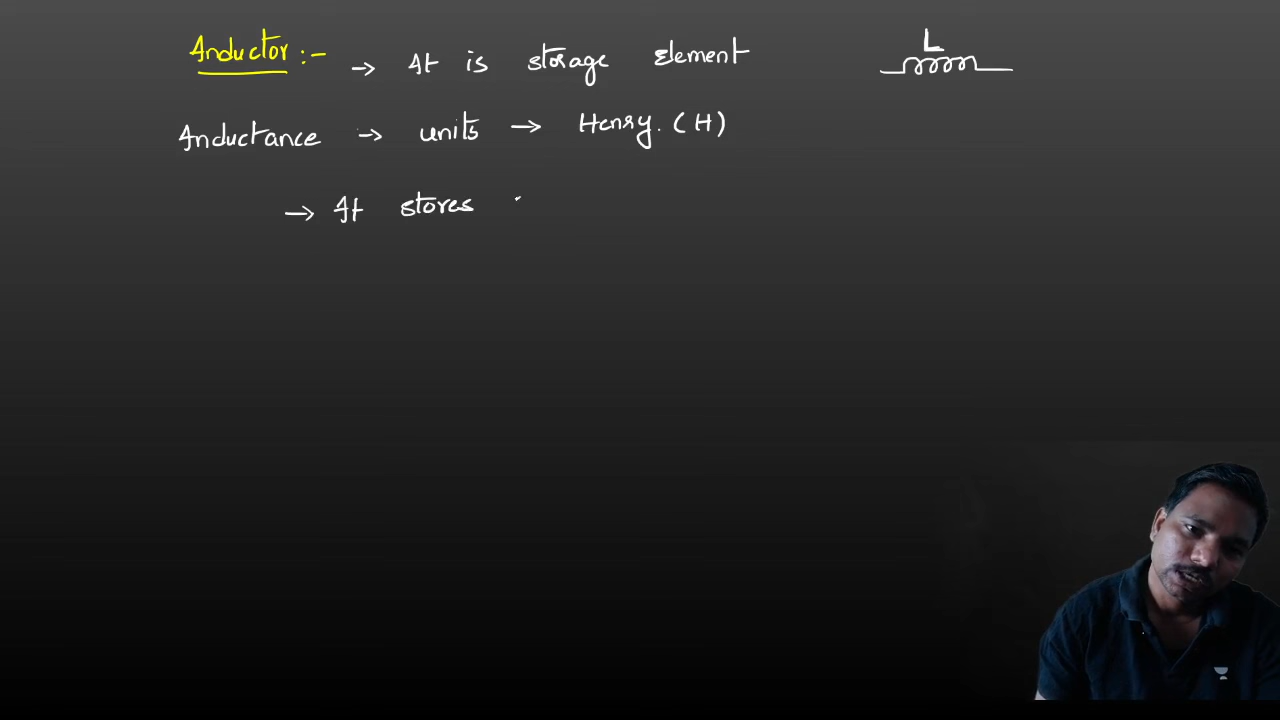 Inductor :- → It is storage Element
L
Inductance → units → Henry. (H)
→ It stores